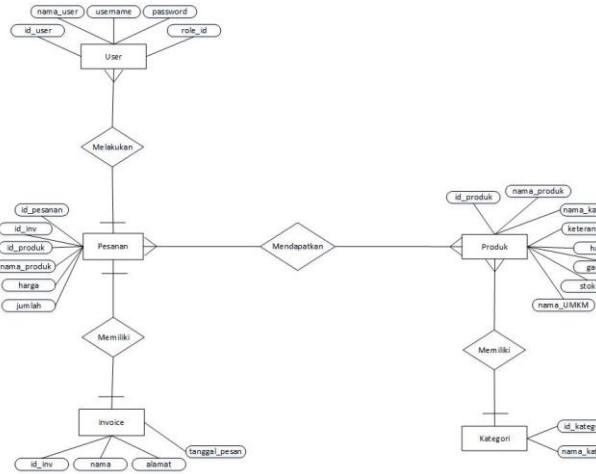 nama_user
username
password
id_user
role_id
User
Melakukan
id_pesanan
id_inv
id_produk
nama_produk
harga
jumlah
Pesanan
Mendapatkan
id_produk
nama_produk
Produk
stok
nama_UMKM
Memiliki
Memiliki
Invoice
id_inv
nama
alamat
tanggal_pesan
Kategori